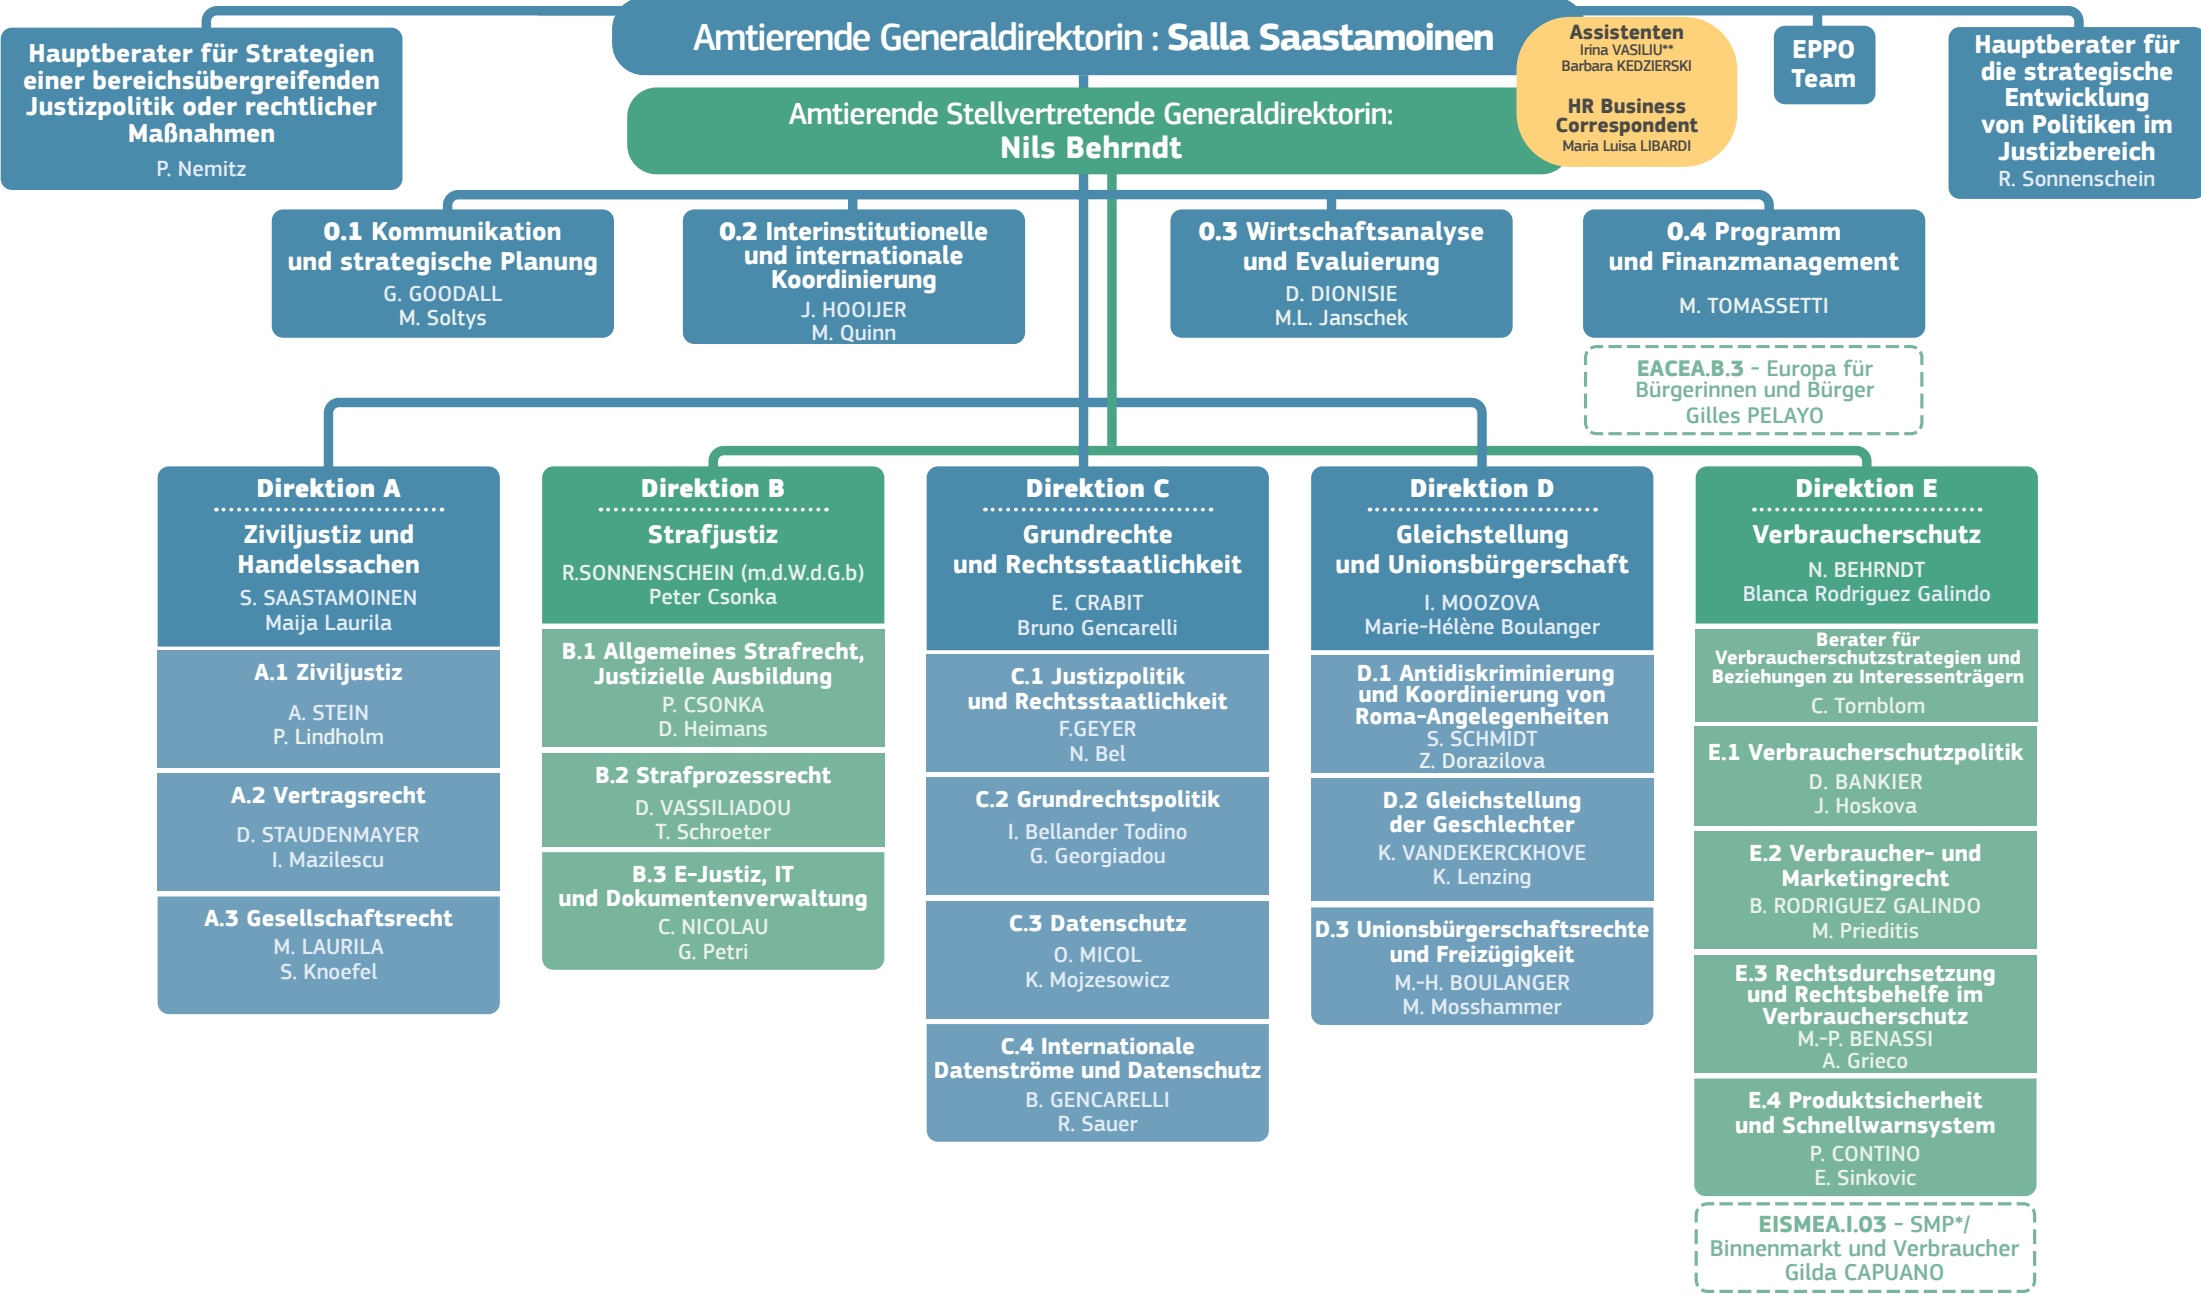 Amtierende Generaldirektorin : Salla Saastamoinen
Amtierende Stellvertretende Generaldirektorin:
Nils Behrndt
Assistenten
Irina VASILIU**
Barbara KEDZIERSKI
HR Business
Correspondent
Maria Luisa LIBARDI
Hauptberater für Strategien
einer bereichsübergreifenden
Justizpolitik oder rechtlicher
Maßnahmen
P. Nemitz
EPPO
Team
Hauptberater für
die strategische
Entwicklung
von Politiken im
Justizbereich
R. Sonnenschein
0.1 Kommunikation
und strategische Planung
G. GOODALL
M. Soltys
0.2 Interinstitutionelle
und internationale
Koordinierung
J. HOOIJER
M. Quinn
0.3 Wirtschaftsanalyse
und Evaluierung
D. DIONISIE
M.L. Janschek
0.4 Programm
und Finanzmanagement
M. TOMASSETTI
EACEA.B.3 - Europa für
Bürgerinnen und Bürger
Gilles PELAYO
Direktion A
Ziviljustiz und
Handelssachen
S. SAASTAMOINEN
Maija Laurila
A.1 Ziviljustiz
A. STEIN
P. Lindholm
A.2 Vertragsrecht
D. STAUDENMAYER
I. Mazilescu
A.3 Gesellschaftsrecht
M. LAURILA
S. Knoefel
Direktion B
Strafjustiz
R.SONNENSCHEIN (m.d.W.d.G.b)
Peter Csonka
B.1 Allgemeines Strafrecht,
Justizielle Ausbildung
P. CSONKA
D. Heimans
B.2 Strafprozessrecht
D. VASSILIADOU
T. Schroeter
B.3 E-Justiz, IT
und Dokumentenverwaltung
C. NICOLAU
G. Petri
Direktion C
Grundrechte
und Rechtsstaatlichkeit
E. CRABIT
Bruno Gencarelli
C.1 Justizpolitik
und Rechtsstaatlichkeit
F.GEYER
N. Bel
C.2 Grundrechtspolitik
I. Bellander Todino
G. Georgiadou
C.3 Datenschutz
O. MICOL
K. Mojzesowicz
C.4 Internationale
Datenströme und Datenschutz
B. GENCARELLI
R. Sauer
Direktion D
Gleichstellung
und Unionsbürgerschaft
I. MOOZOVA
Marie-Hélène Boulanger
D.1 Antidiskriminierung
und Koordinierung von
Roma-Angelegenheiten
S. SCHMIDT
Z. Dorazilova
D.2 Gleichstellung
der Geschlechter
K. VANDEKERCKHOVE
K. Lenzing
D.3 Unionsbürgerschaftsrechte
und Freizügigkeit
M.-H. BOULANGER
M. Mosshammer
Direktion E
Verbraucherschutz
N. BEHRNDT
Blanca Rodriguez Galindo
Berater für
Verbraucherschutzstrategien und
Beziehungen zu Interessenträgern
C. Tornblom
E.1 Verbraucherschutzpolitik
D. BANKIER
J. Hoskova
E.2 Verbraucher- und
Marketingrecht
B. RODRIGUEZ GALINDO
M. Prieditis
E.3 Rechtsdurchsetzung
und Rechtsbehelfe im
Verbraucherschutz
M.-P. BENASSI
A. Grieco
E.4 Produktsicherheit
und Schnellwarnsystem
P. CONTINO
E. Sinkovic
EISMEA.I.03 - SMP*/
Binnenmarkt und Verbraucher
Gilda CAPUANO